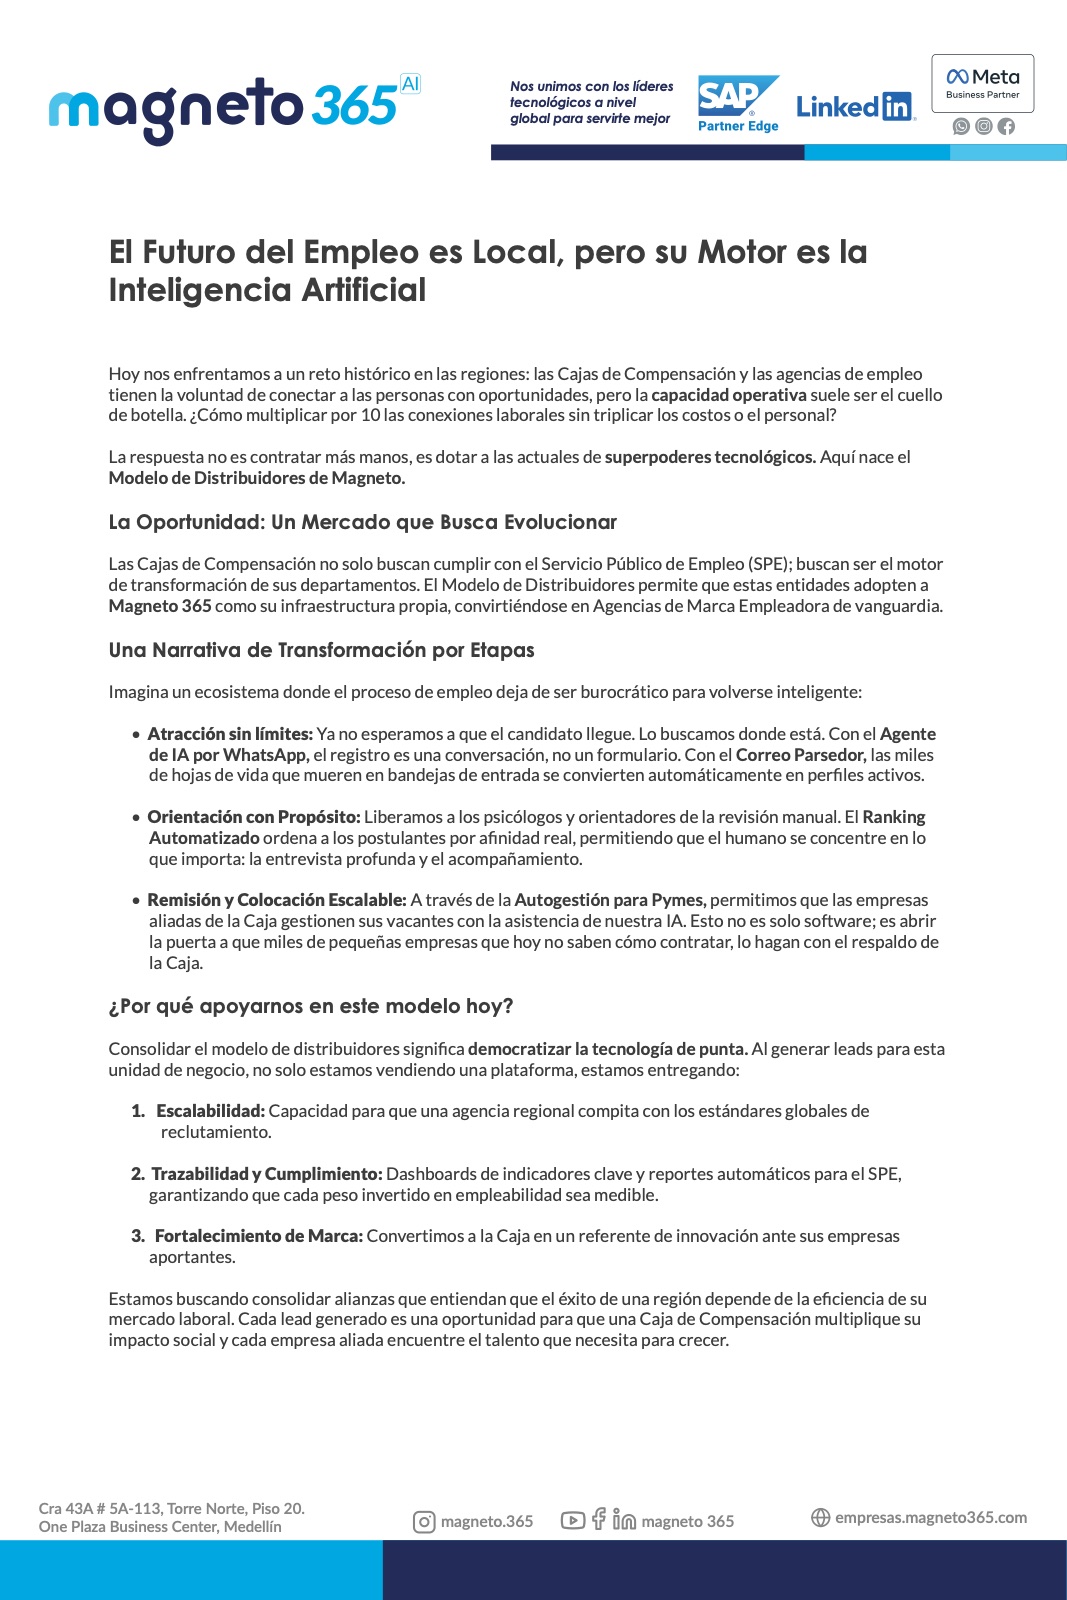 magneto 365 AI
Nos unimos con los líderes
tecnológicos a nivel
global para servirte mejor
SAP
®
Partner Edge
Linked in
Meta
Business Partner
El Futuro del Empleo es Local, pero su Motor es la
Inteligencia Artificial
Hoy nos enfrentamos a un reto histórico en las regiones: las Cajas de Compensación y las agencias de empleo
tienen la voluntad de conectar a las personas con oportunidades, pero la capacidad operativa suele ser el cuello
de botella. ¿Cómo multiplicar por 10 las conexiones laborales sin triplicar los costos o el personal?
La respuesta no es contratar más manos, es dotar a las actuales de superpoderes tecnológicos. Aquí nace el
Modelo de Distribuidores de Magneto.
La Oportunidad: Un Mercado que Busca Evolucionar
Las Cajas de Compensación no solo buscan cumplir con el Servicio Público de Empleo (SPE); buscan ser el motor
de transformación de sus departamentos. El Modelo de Distribuidores permite que estas entidades adopten a
Magneto 365 como su infraestructura propia, convirtiéndose en Agencias de Marca Empleadora de vanguardia.
Una Narrativa de Transformación por Etapas
Imagina un ecosistema donde el proceso de empleo deja de ser burocrático para volverse inteligente:
• Atracción sin límites: Ya no esperamos a que el candidato llegue. Lo buscamos donde está. Con el Agente
de IA por WhatsApp, el registro es una conversación, no un formulario. Con el Correo Parsedor, las miles
de hojas de vida que mueren en bandejas de entrada se convierten automáticamente en perfiles activos.
• Orientación con Propósito: Liberamos a los psicólogos y orientadores de la revisión manual. El Ranking
Automatizado ordena a los postulantes por afinidad real, permitiendo que el humano se concentre en lo
que importa: la entrevista profunda y el acompañamiento.
• Remisión y Colocación Escalable: A través de la Autogestión para Pymes, permitimos que las empresas
aliadas de la Caja gestionen sus vacantes con la asistencia de nuestra IA. Esto no es solo software; es abrir
la puerta a que miles de pequeñas empresas que hoy no saben cómo contratar, lo hagan con el respaldo de
la Caja.
¿Por qué apoyarnos en este modelo hoy?
Consolidar el modelo de distribuidores significa democratizar la tecnología de punta. Al generar leads para esta
unidad de negocio, no solo estamos vendiendo una plataforma, estamos entregando:
1. Escalabilidad: Capacidad para que una agencia regional compita con los estándares globales de
reclutamiento.
2. Trazabilidad y Cumplimiento: Dashboards de indicadores clave y reportes automáticos para el SPE,
garantizando que cada peso invertido en empleabilidad sea medible.
3. Fortalecimiento de Marca: Convertimos a la Caja en un referente de innovación ante sus empresas
aportantes.
Estamos buscando consolidar alianzas que entiendan que el éxito de una región depende de la eficiencia de su
mercado laboral. Cada lead generado es una oportunidad para que una Caja de Compensación multiplique su
impacto social y cada empresa aliada encuentre el talento que necesita para crecer.
Cra 43A # 5A-113, Torre Norte, Piso 20.
One Plaza Business Center, Medellín
magneto.365
magneto 365
empresas.magneto365.com